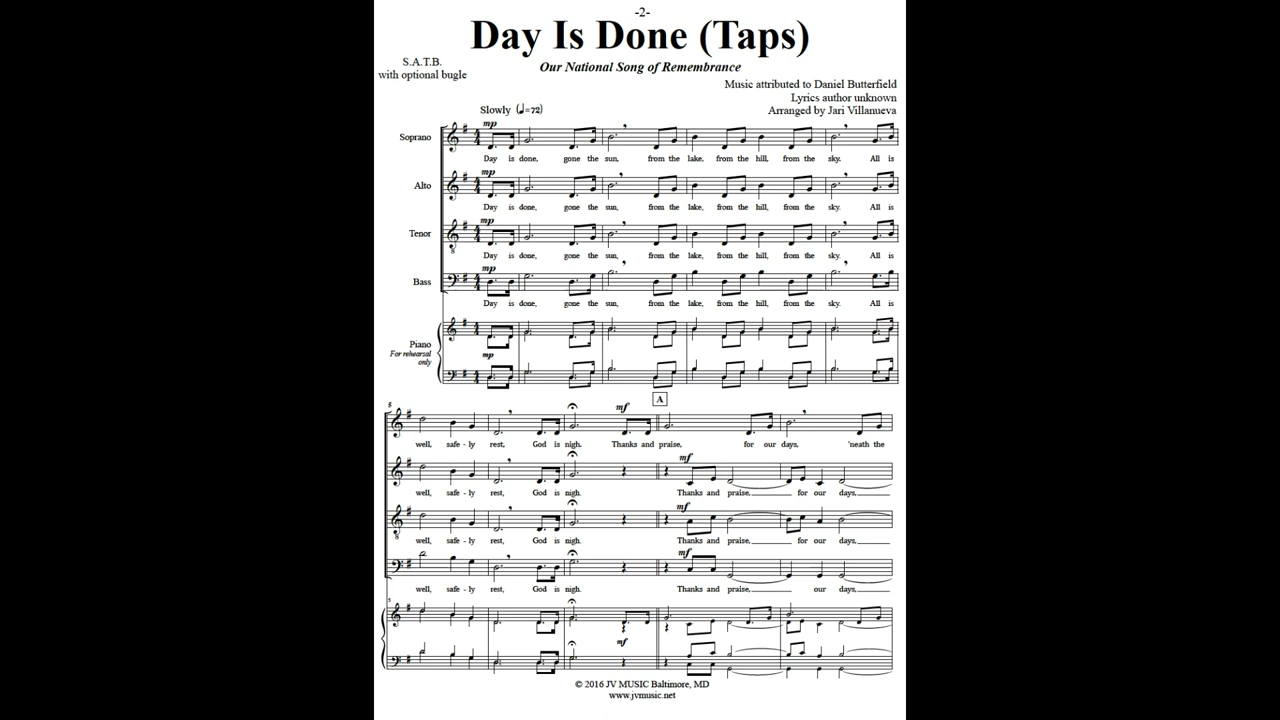 -2-
Day Is Done (Taps)
Our National Song of Remembrance
S.A.T.B.
with optional bugle
Music attributed to Daniel Butterfield
Lyrics author unknown
Arranged by Jari Villanueva
Slowly (♩=72)
mp
Soprano
Day is done, gone the sun, from the lake, from the hill, from the sky. All is
mp
Alto
Day is done, gone the sun, from the lake, from the hill, from the sky. All is
mp
Tenor
8
Day is done, gone the sun, from the lake, from the hill, from the sky. All is
mp
Bass
Day is done, gone the sun, from the lake, from the hill, from the sky. All is
Piano
For rehearsal
only
mp
A
5
mf
well, safe - ly rest, God is nigh. Thanks and praise, for our days, 'neath the
mf
well, safe - ly rest, God is nigh. Thanks and praise, for our days,
mf
8
well, safe - ly rest, God is nigh. Thanks and praise, for our days,
mf
well, safe - ly rest, God is nigh. Thanks and praise, our days,
5
mf
© 2016 JV MUSIC Baltimore, MD
www.jvmusic.net